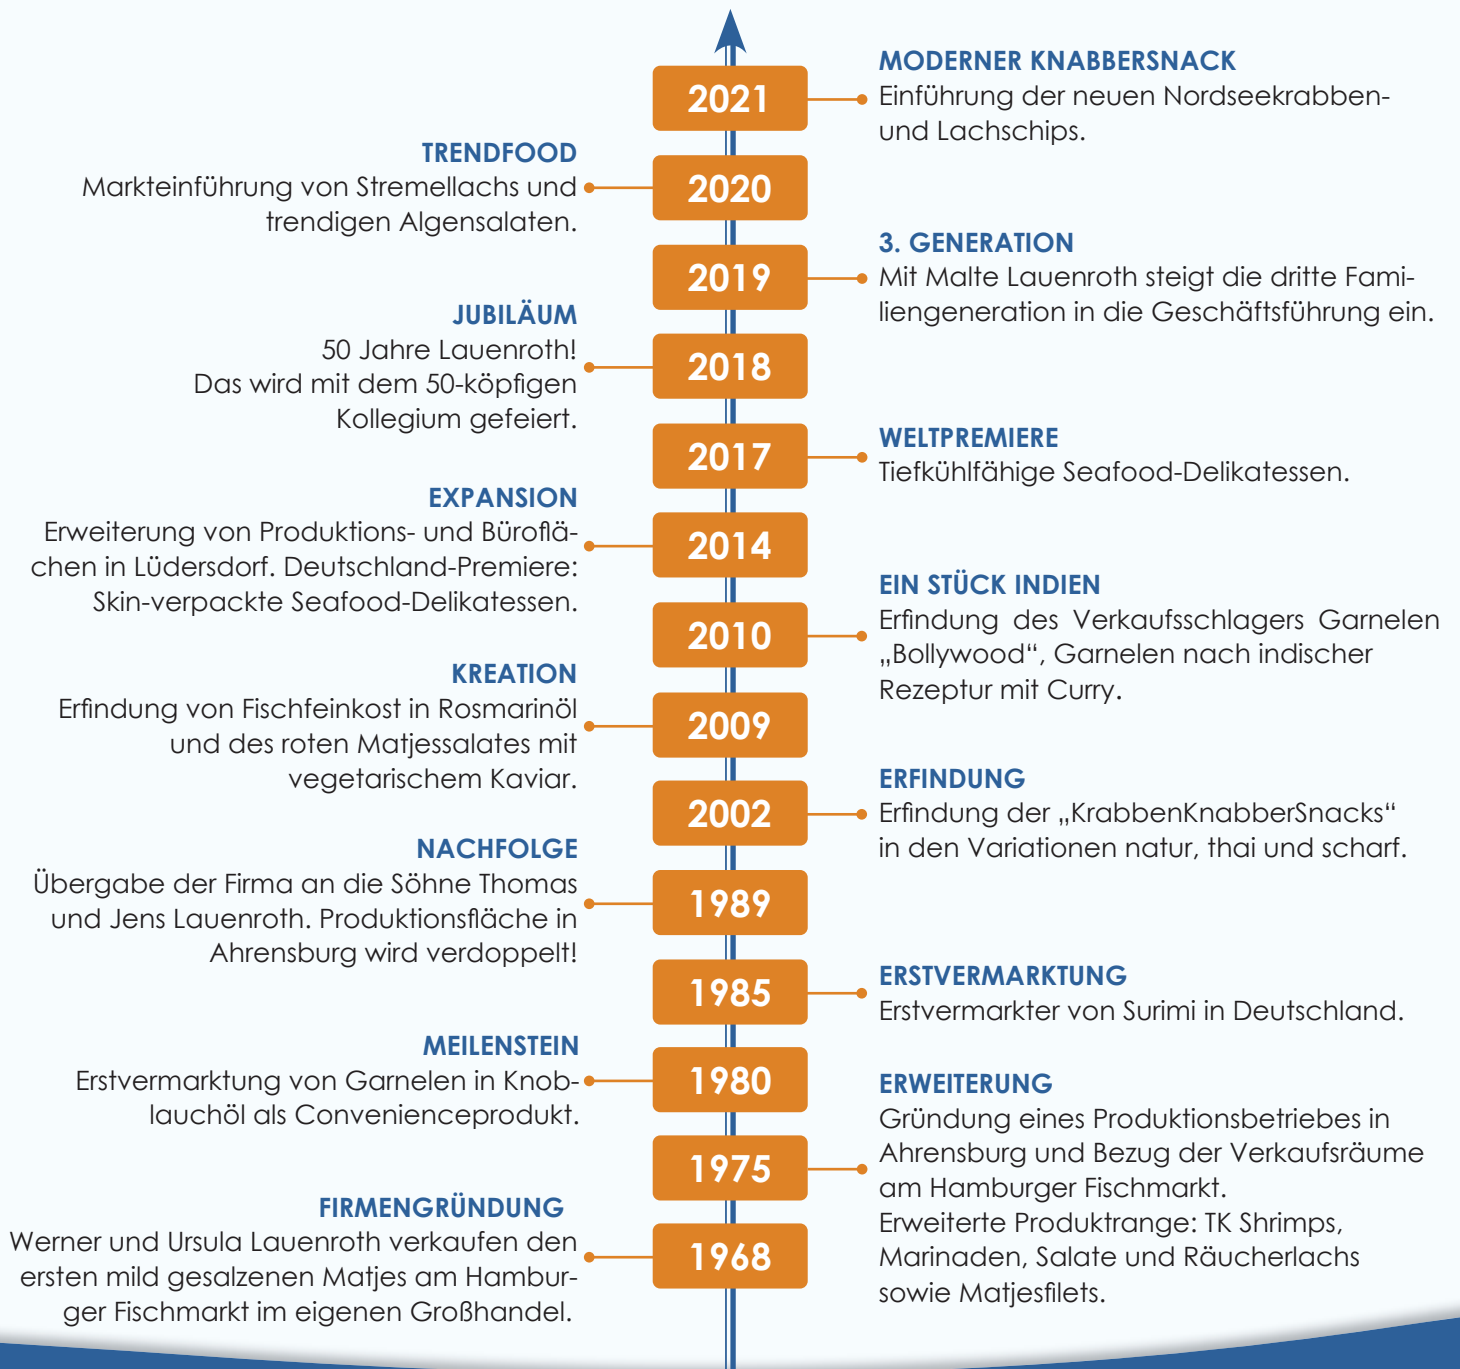 2021
MODERNER KNABBERSNACK
Einführung der neuen Nordseekrabben-
und Lachschips.
TRENDFOOD
Markteinführung von Stremellachs und
trendigen Algensalaten.
2020
2019
3. GENERATION
Mit Malte Lauenroth steigt die dritte Fami-
liengeneration in die Geschäftsführung ein.
JUBILÄUM
50 Jahre Lauenroth!
Das wird mit dem 50-köpfigen
Kollegium gefeiert.
2018
2017
WELTPREMIERE
Tiefkühlfähige Seafood-Delikatessen.
EXPANSION
Erweiterung von Produktions- und Büroflä-
chen in Lüdersdorf. Deutschland-Premiere:
Skin-verpackte Seafood-Delikatessen.
2014
2010
EIN STÜCK INDIEN
Erfindung des Verkaufsschlagers Garnelen
„Bollywood“, Garnelen nach indischer
Rezeptur mit Curry.
KREATION
Erfindung von Fischfeinkost in Rosmarinöl
und des roten Matjessalates mit
vegetarischem Kaviar.
2009
2002
ERFINDUNG
Erfindung der „KrabbenKnabberSnacks“
in den Variationen natur, thai und scharf.
NACHFOLGE
Übergabe der Firma an die Söhne Thomas
und Jens Lauenroth. Produktionsfläche in
Ahrensburg wird verdoppelt!
1989
1985
ERSTVERMARKTUNG
Erstvermarkter von Surimi in Deutschland.
MEILENSTEIN
Erstvermarktung von Garnelen in Knob-
lauchöl als Convenienceprodukt.
1980
1975
ERWEITERUNG
Gründung eines Produktionsbetriebes in
Ahrensburg und Bezug der Verkaufsräume
am Hamburger Fischmarkt.
Erweiterte Produktrange: TK Shrimps,
Marinaden, Salate und Räucherlachs
sowie Matjesfilets.
FIRMENGRÜNDUNG
Werner und Ursula Lauenroth verkaufen den
ersten mild gesalzenen Matjes am Hambur-
ger Fischmarkt im eigenen Großhandel.
1968